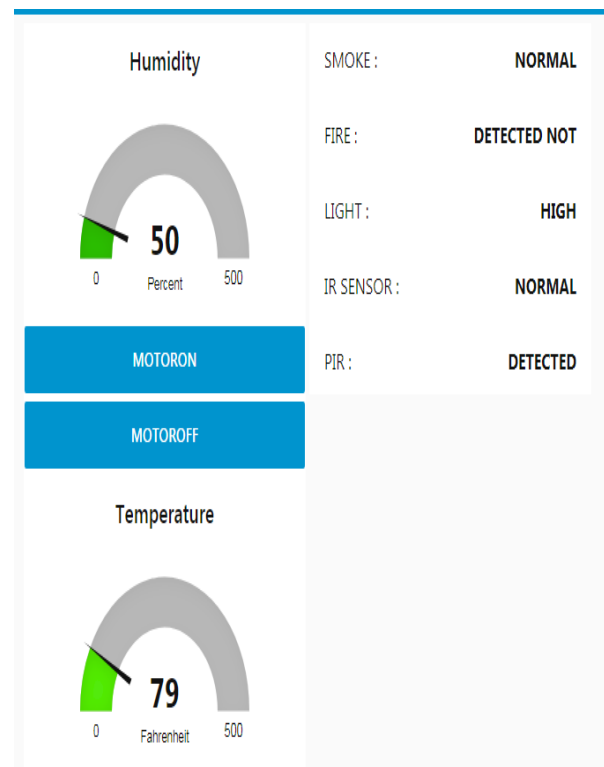 Humidity
50
0 Percent 500
MOTORON
MOTOROFF
Temperature
79
0 Fahrenheit 500
SMOKE : NORMAL
FIRE : DETECTED NOT
LIGHT : HIGH
IR SENSOR : NORMAL
PIR : DETECTED